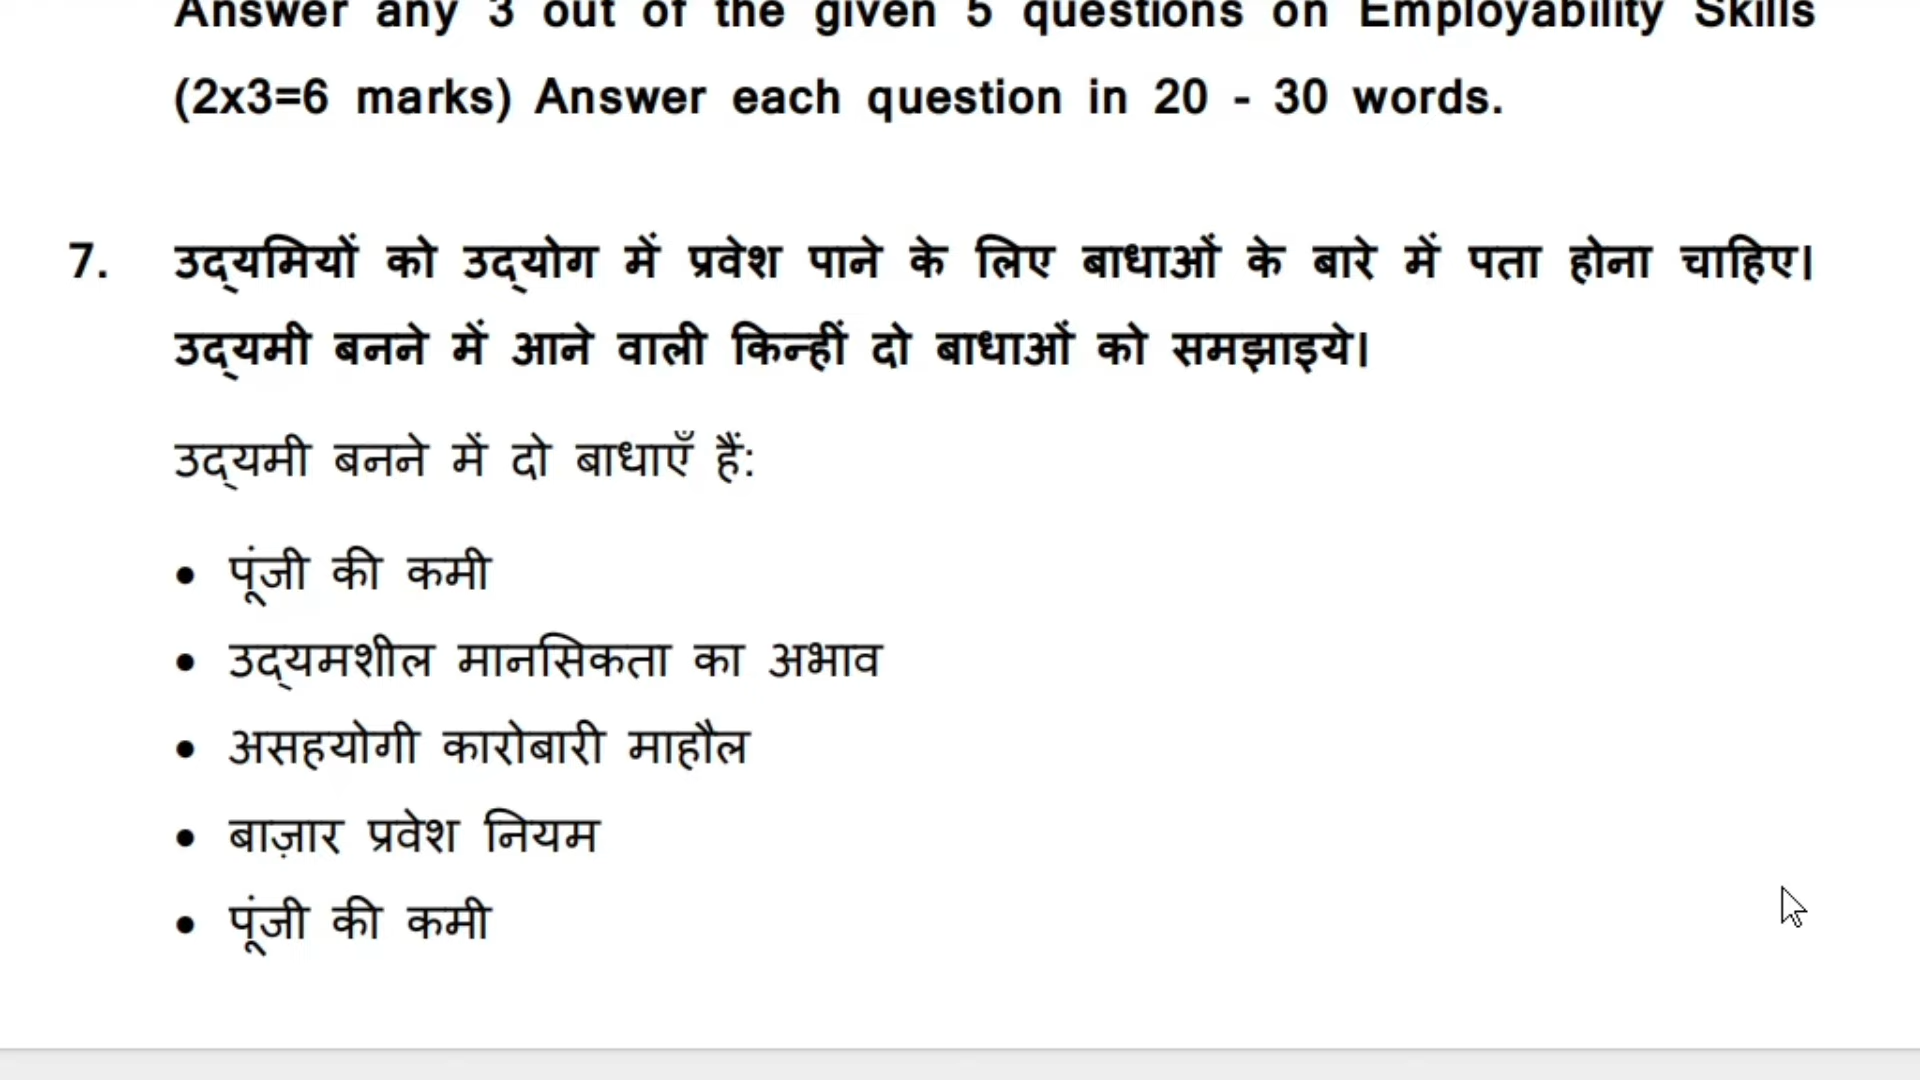 Answer any 3 out of the given 5 questions on Employability Skills
(2x3=6 marks) Answer each question in 20 - 30 words.
7. उद्यमियों को उद्योग में प्रवेश पाने के लिए बाधाओं के बारे में पता होना चाहिए।
उद्यमी बनने में आने वाली किन्हीं दो बाधाओं को समझाइये।
उद्यमी बनने में दो बाधाएँ हैं:
• पूंजी की कमी
• उद्यमशील मानसिकता का अभाव
• असहयोगी कारोबारी माहौल
• बाज़ार प्रवेश नियम
• पूंजी की कमी